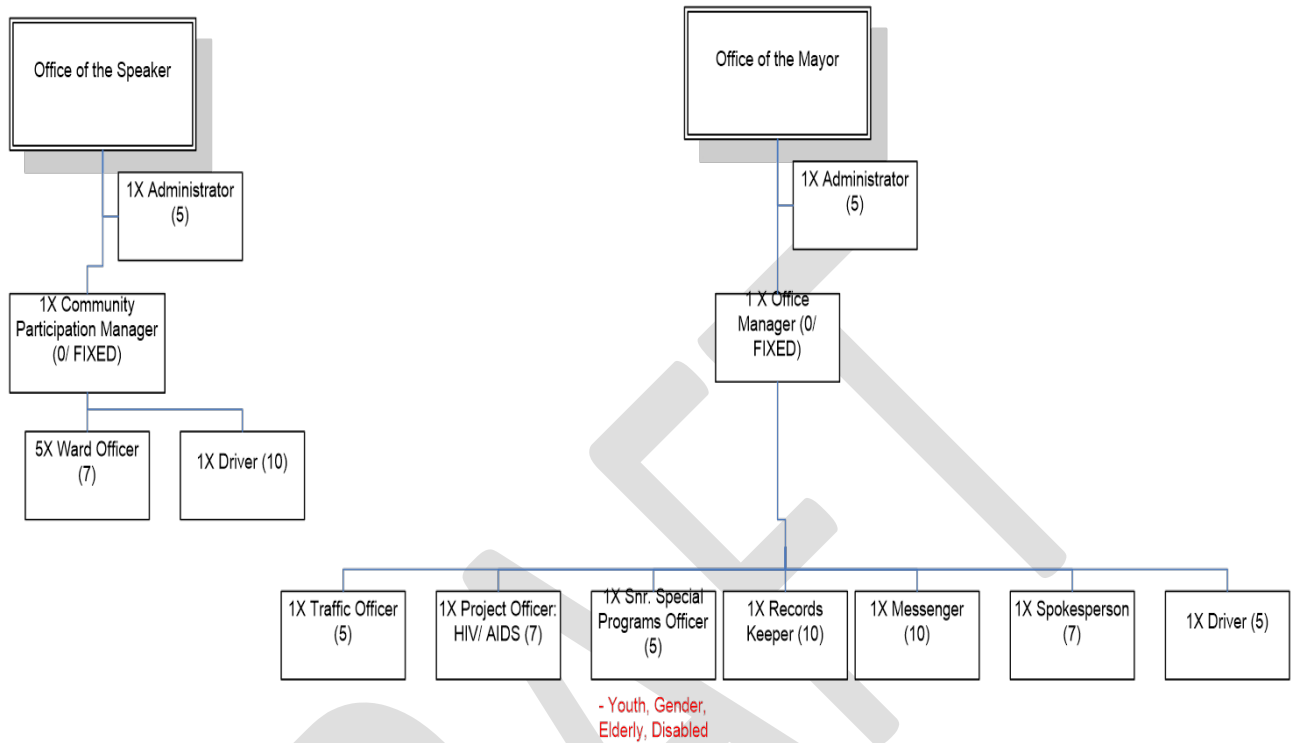 Office of the Speaker
1X Administrator
(5)
1X Community
Participation Manager
(0/ FIXED)
5X Ward Officer
(7)
1X Driver (10)
Office of the Mayor
1X Administrator
(5)
1 X Office
Manager (0/
FIXED)
1X Traffic Officer
(5)
1X Project Officer:
HIV/ AIDS (7)
1X Snr. Special
Programs Officer
(5)
- Youth, Gender,
Elderly, Disabled
1X Records
Keeper (10)
1X Messenger
(10)
1X Spokesperson
(7)
1X Driver (5)
DRAFT